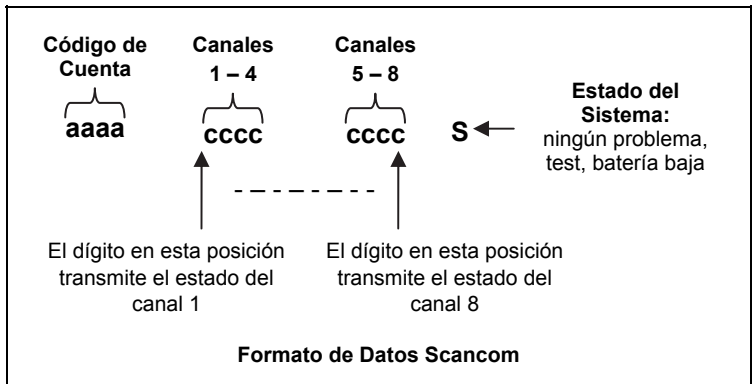 Código de Cuenta
Canales 1 – 4
Canales 5 – 8
aaaa
cccc
cccc
S
Estado del Sistema:
ningún problema,
test, batería baja
El dígito en esta posición
transmite el estado del
canal 1
El dígito en esta posición
transmite el estado del
canal 8
Formato de Datos Scancom